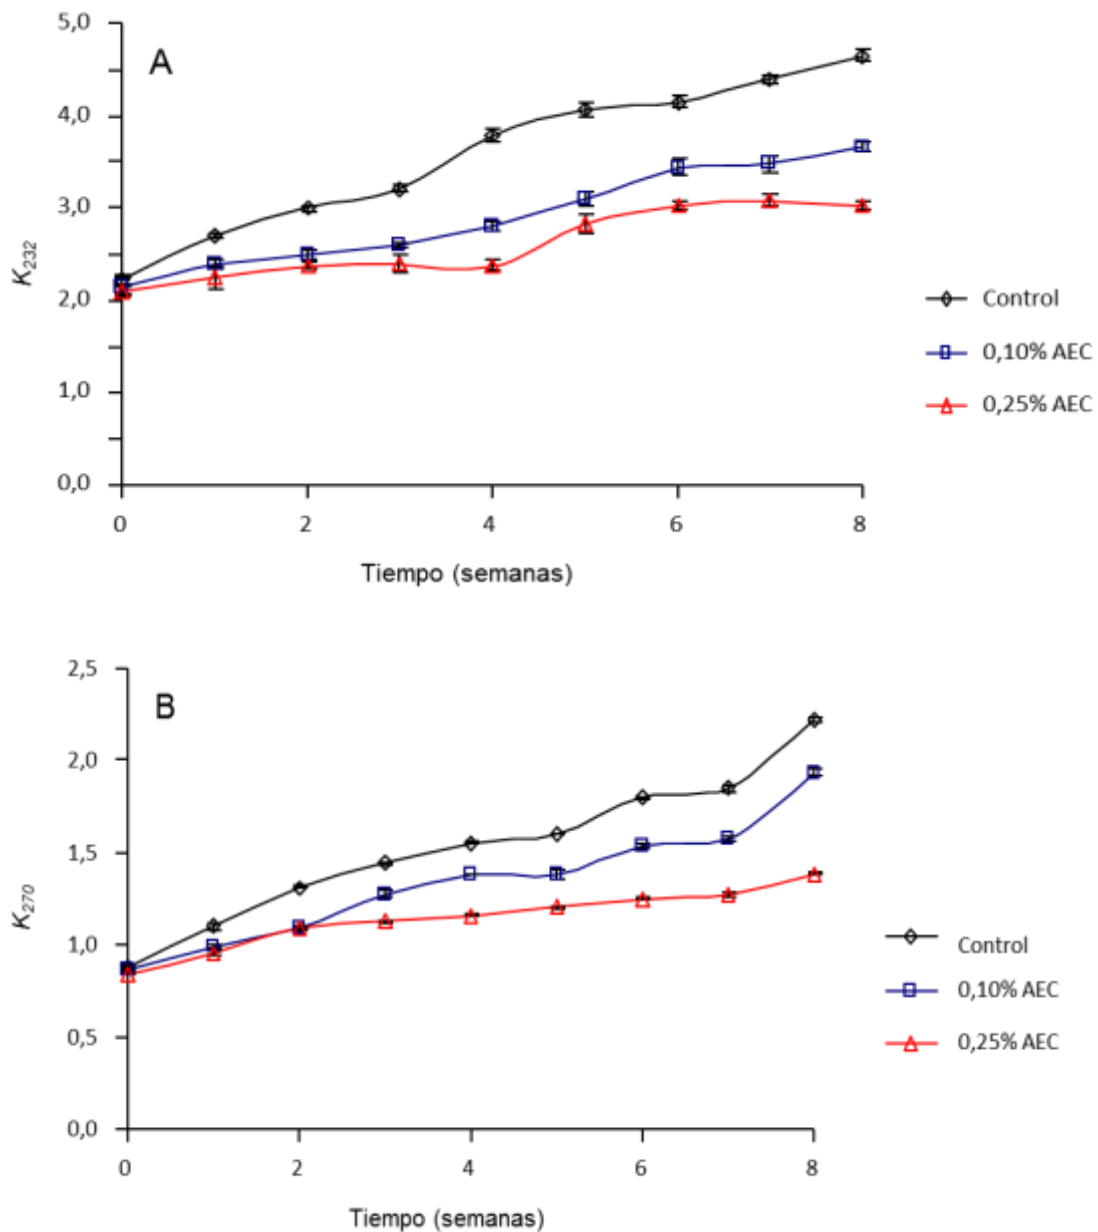 A
5,0
4,0
3,0
2,0
1,0
0,0
K232
0 2 4 6 8
Tiempo (semanas)
Control
0,10% AEC
0,25% AEC
B
2,5
2,0
1,5
1,0
0,5
0,0
K270
0 2 4 6 8
Tiempo (semanas)
Control
0,10% AEC
0,25% AEC